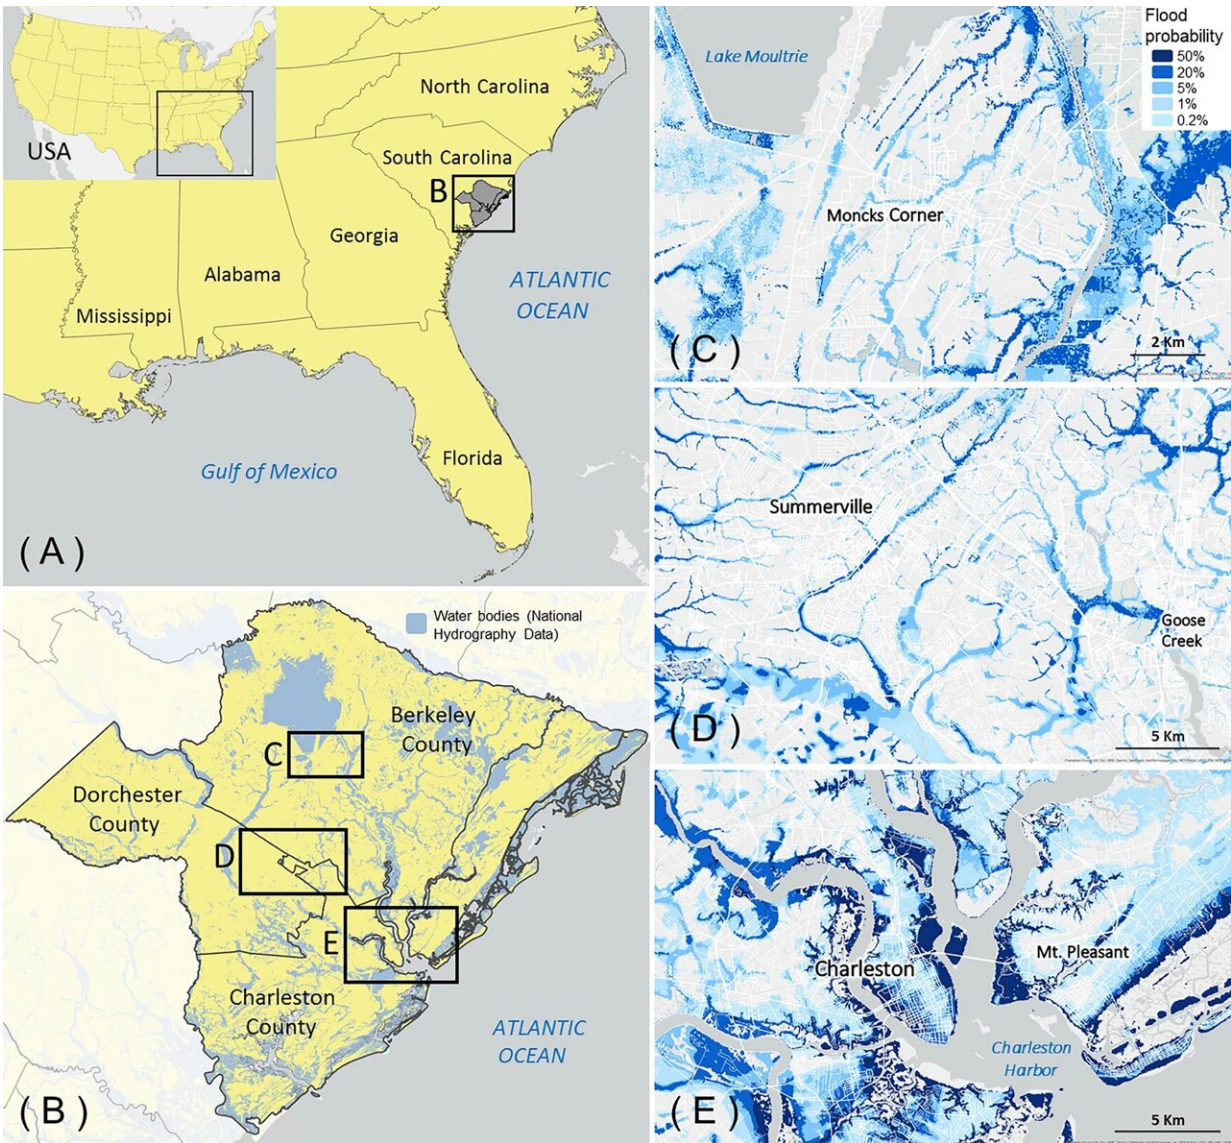 USA
North Carolina
South Carolina
B
Georgia
Alabama
Mississippi
ATLANTIC
OCEAN
Florida
Gulf of Mexico
( A )
Water bodies (National
Hydrography Data)
Berkeley
County
C
Dorchester
County
D
E
Charleston
County
ATLANTIC
OCEAN
( B )
Lake Moultrie
Flood
probability
50%
20%
5%
1%
0.2%
Moncks Corner
( C )
2 Km
Summerville
Goose
Creek
( D )
5 Km
Charleston
Mt. Pleasant
Charleston
Harbor
( E )
5 Km